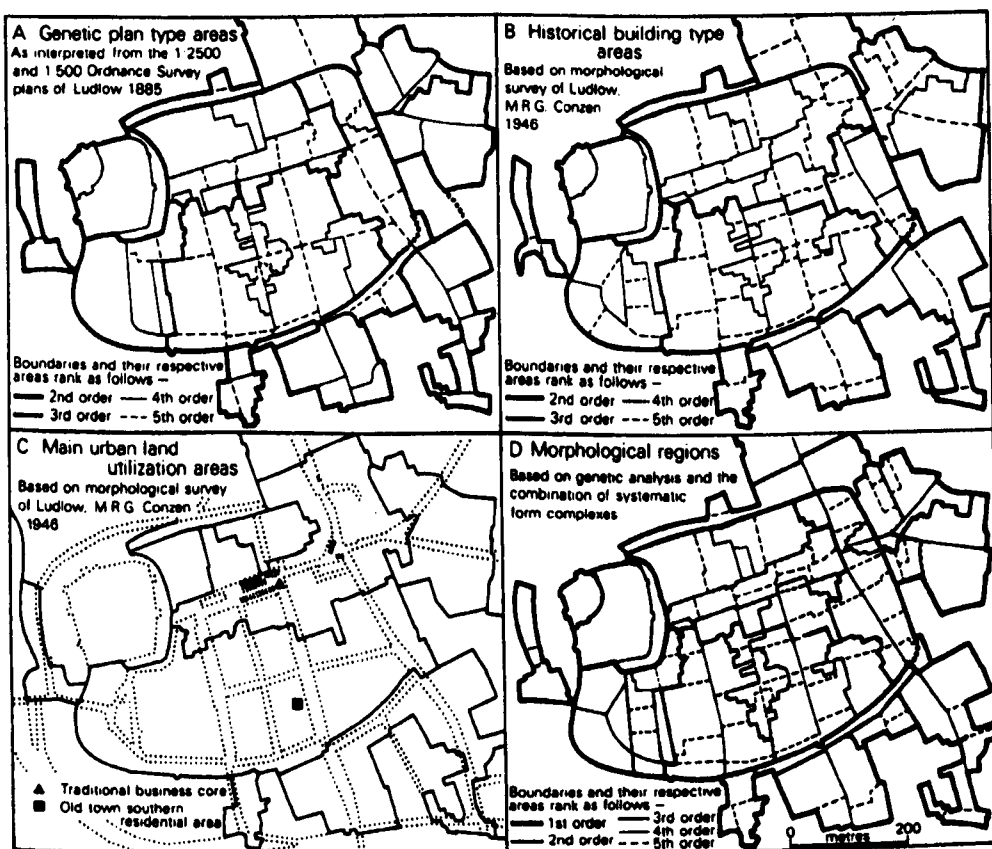 A Genetic plan type areas
As interpreted from the 1·2500
and 1·500 Ordnance Survey
plans of Ludlow 1885
Boundaries and their respective
areas rank as follows –
2nd order 4th order
3rd order 5th order
B Historical building type
areas
Based on morphological
survey of Ludlow.
M R G. Conzen
1946
Boundaries and their respective
areas rank as follows –
2nd order 4th order
3rd order 5th order
C Main urban land
utilization areas
Based on morphological survey
of Ludlow, M R G. Conzen
1946
▲ Traditional business core
■ Old town southern
residential area
D Morphological regions
Based on genetic analysis and the
combination of systematic
form complexes
Boundaries and their respective
areas rank as follows –
1st order 3rd order
2nd order 4th order
5th order
0 metres 200